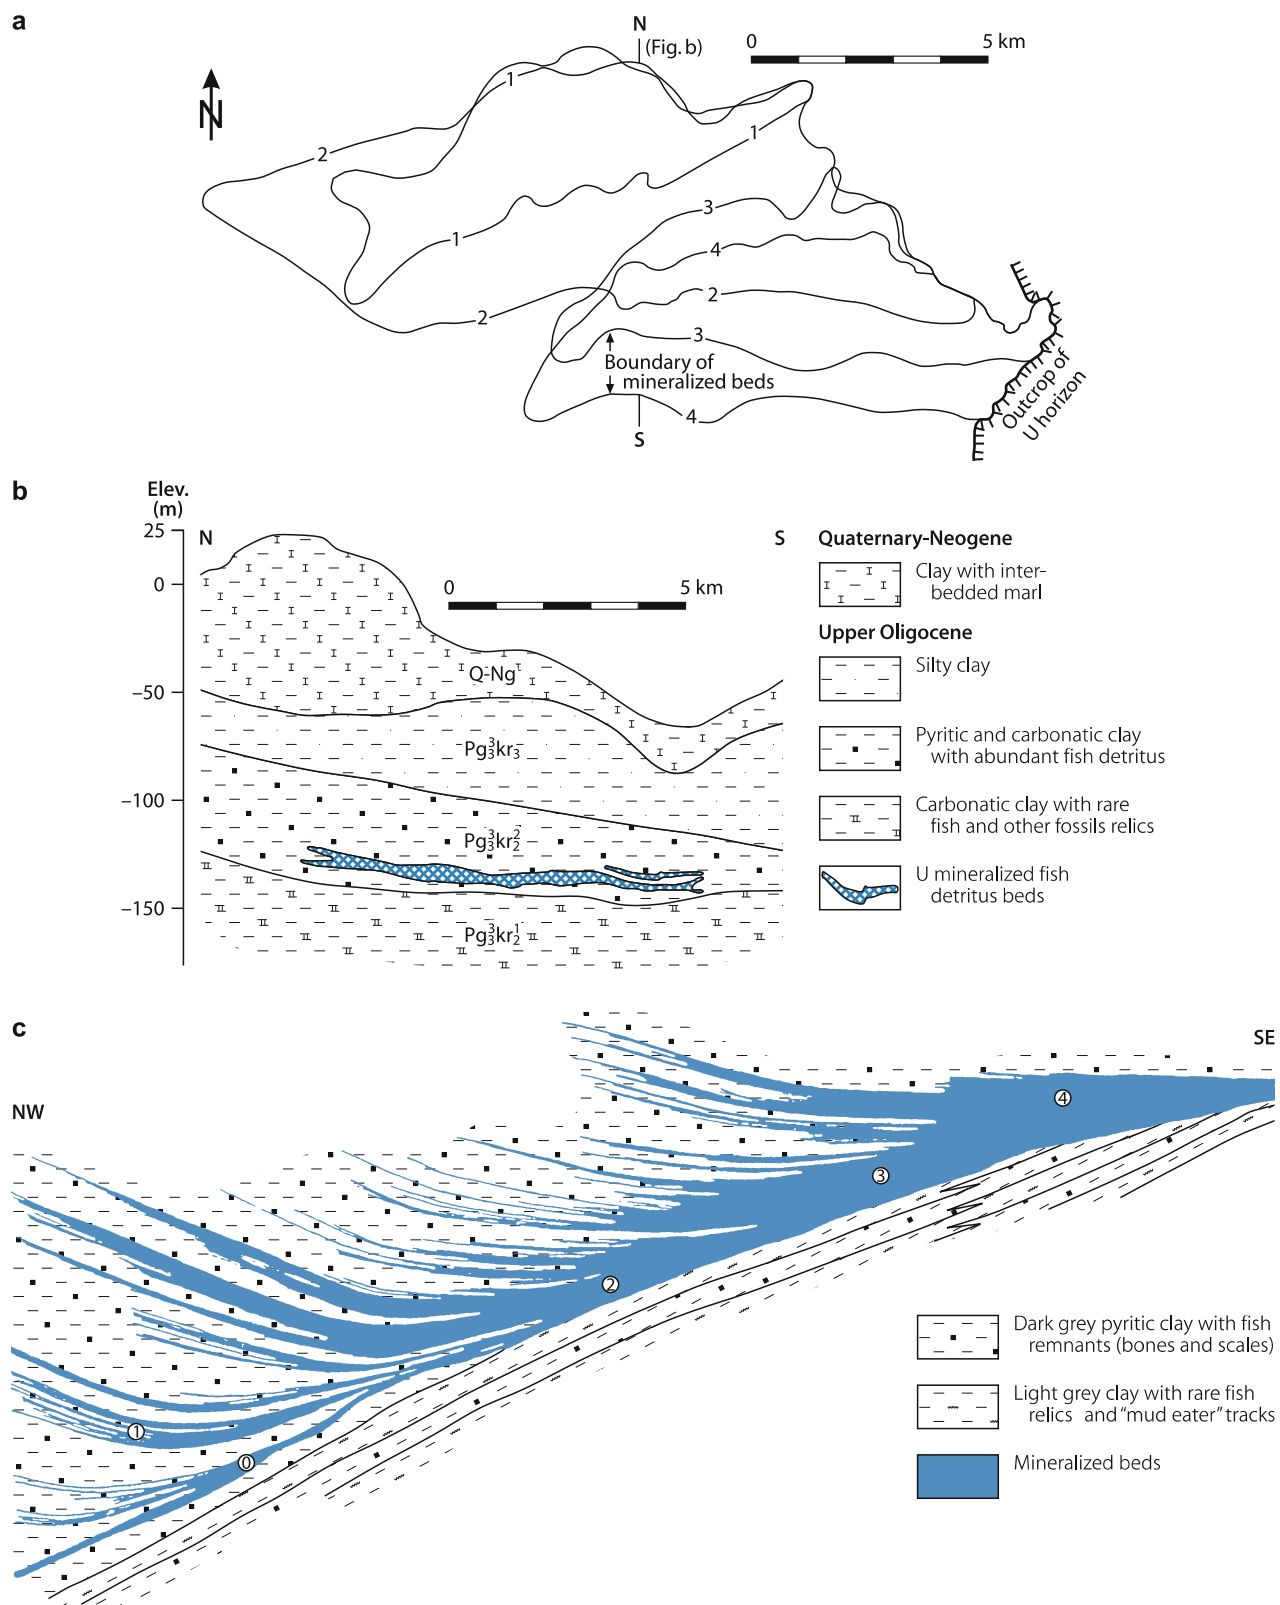 a
N
(Fig. b)
0
5 km
N
1
2
1
1
3
4
2
2
3
Boundary of
mineralized beds
4
S
Outcrop of
U horizon
b
Elev.
(m)
25
0
−50
−100
−150
N
S
0
5 km
Q-Ng
Pg₃³kr₃
Pg₃³kr₂²
Pg₃³kr₂¹
Quaternary-Neogene
Clay with inter-
bedded marl
Upper Oligocene
Silty clay
Pyritic and carbonatic clay
with abundant fish detritus
Carbonatic clay with rare
fish and other fossils relics
U mineralized fish
detritus beds
c
NW
SE
4
3
2
1
0
Dark grey pyritic clay with fish
remnants (bones and scales)
Light grey clay with rare fish
relics and "mud eater" tracks
Mineralized beds